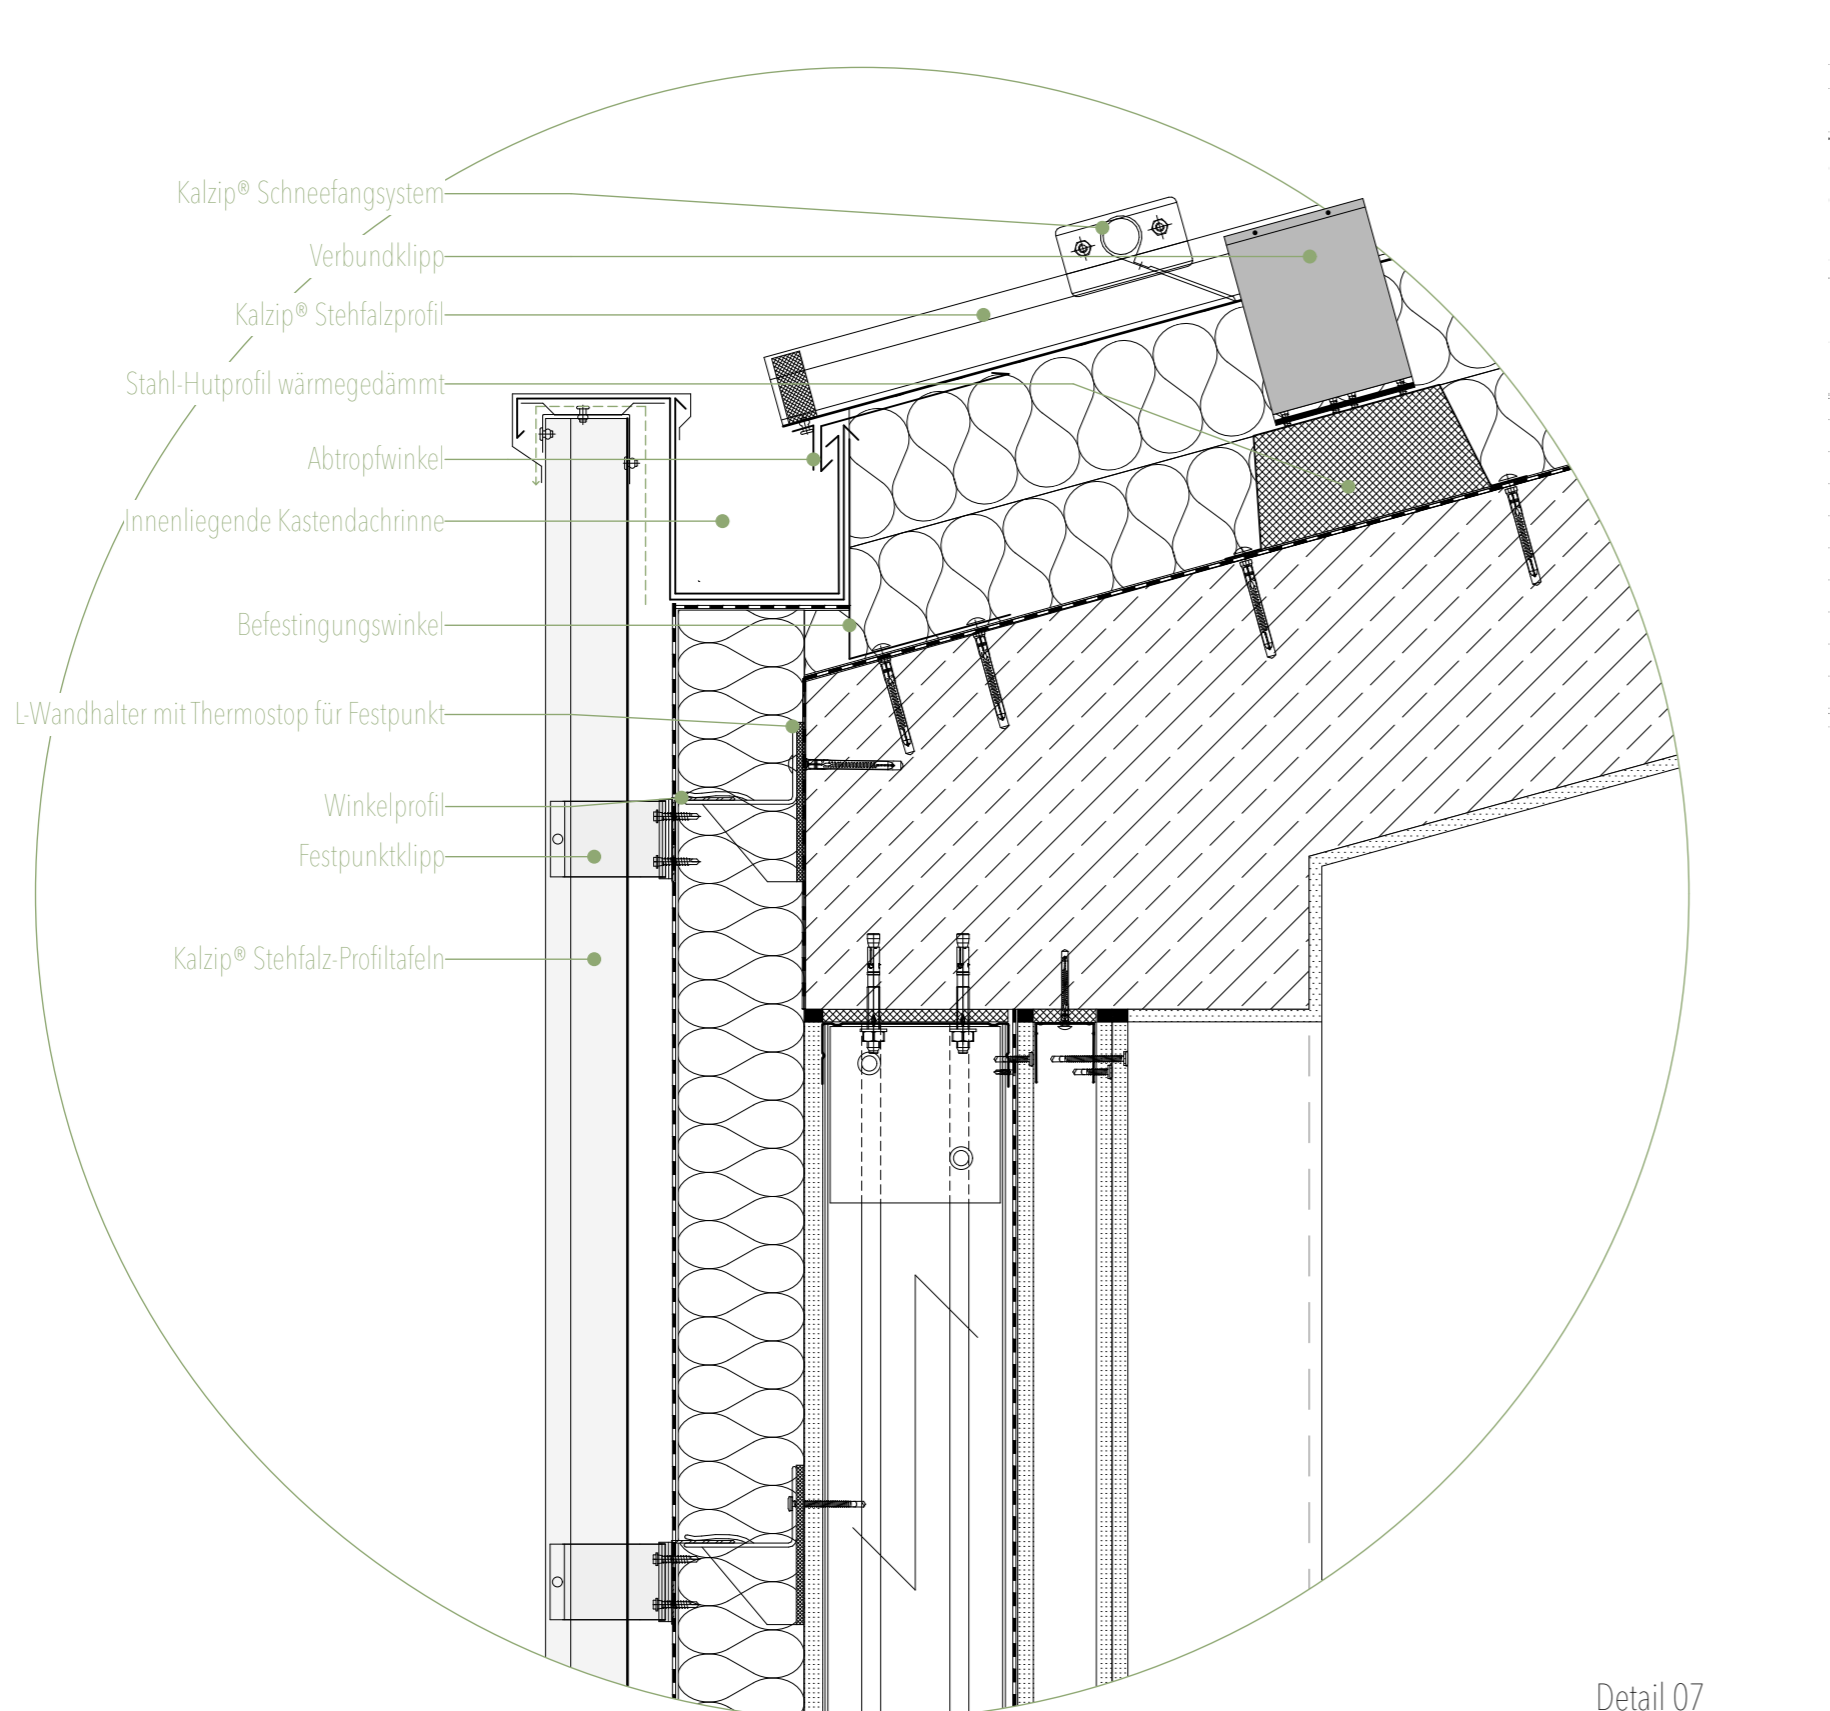 Kalzip® Schneefangsystem
Verbundklipp
Kalzip® Stehfalzprofil
Stahl-Hutprofil wärmegedämmt
Abtropfwinkel
Innenliegende Kastendachrinne
Befestingungswinkel
L-Wandhalter mit Thermostop für Festpunkt
Winkelprofil
Festpunktklipp
Kalzip® Stehfalz-Profiltafeln
Detail 07